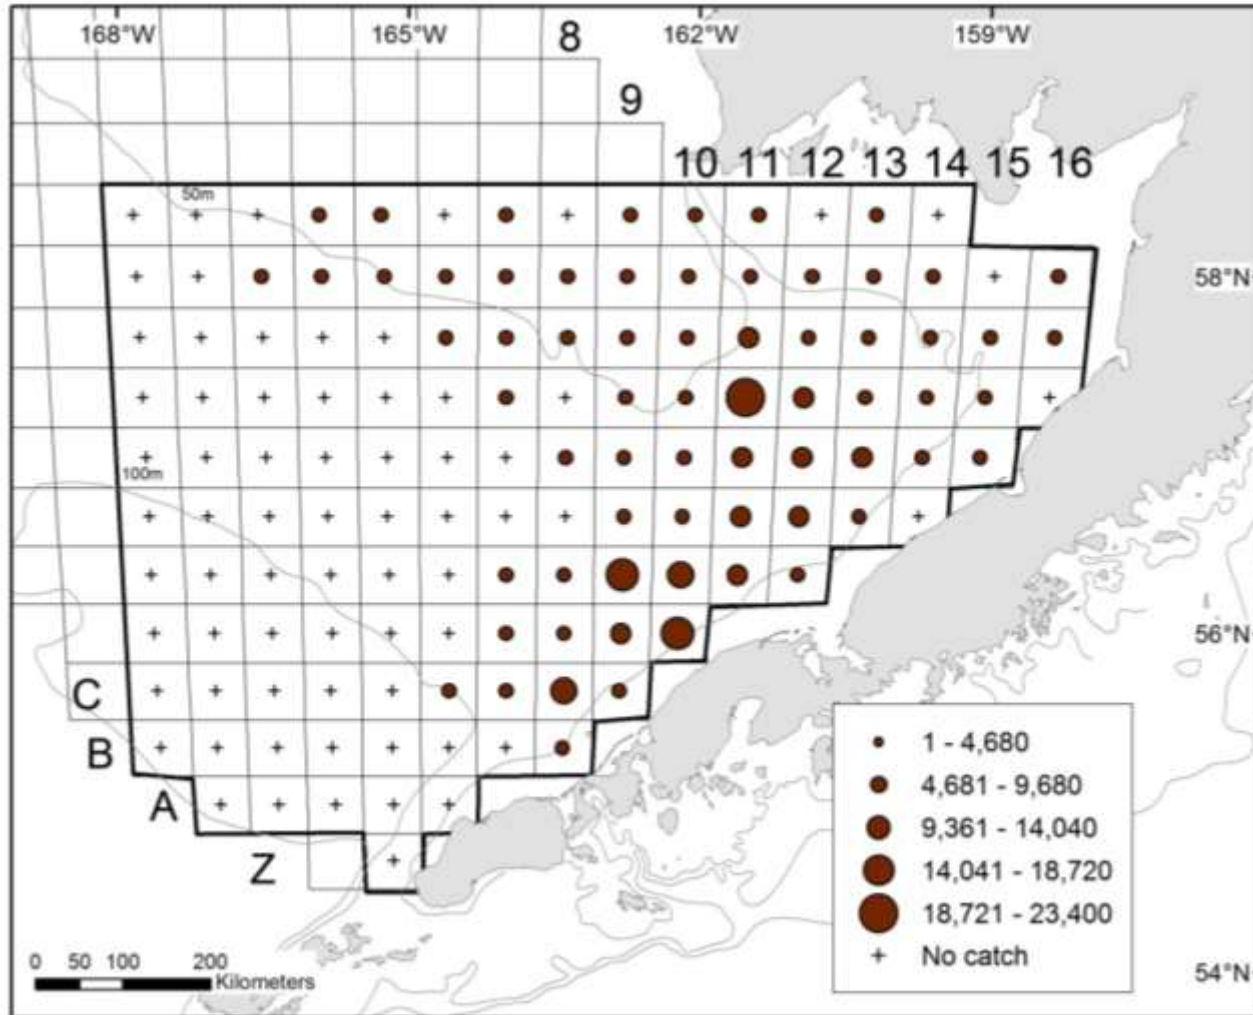 168°W 165°W 162°W 159°W
8
9
10 11 12 13 14 15 16
50m
58°N
100m
56°N
C
B
A
Z
1 - 4,680
4,681 - 9,680
9,361 - 14,040
14,041 - 18,720
18,721 - 23,400
No catch
0 50 100 200
Kilometers
54°N